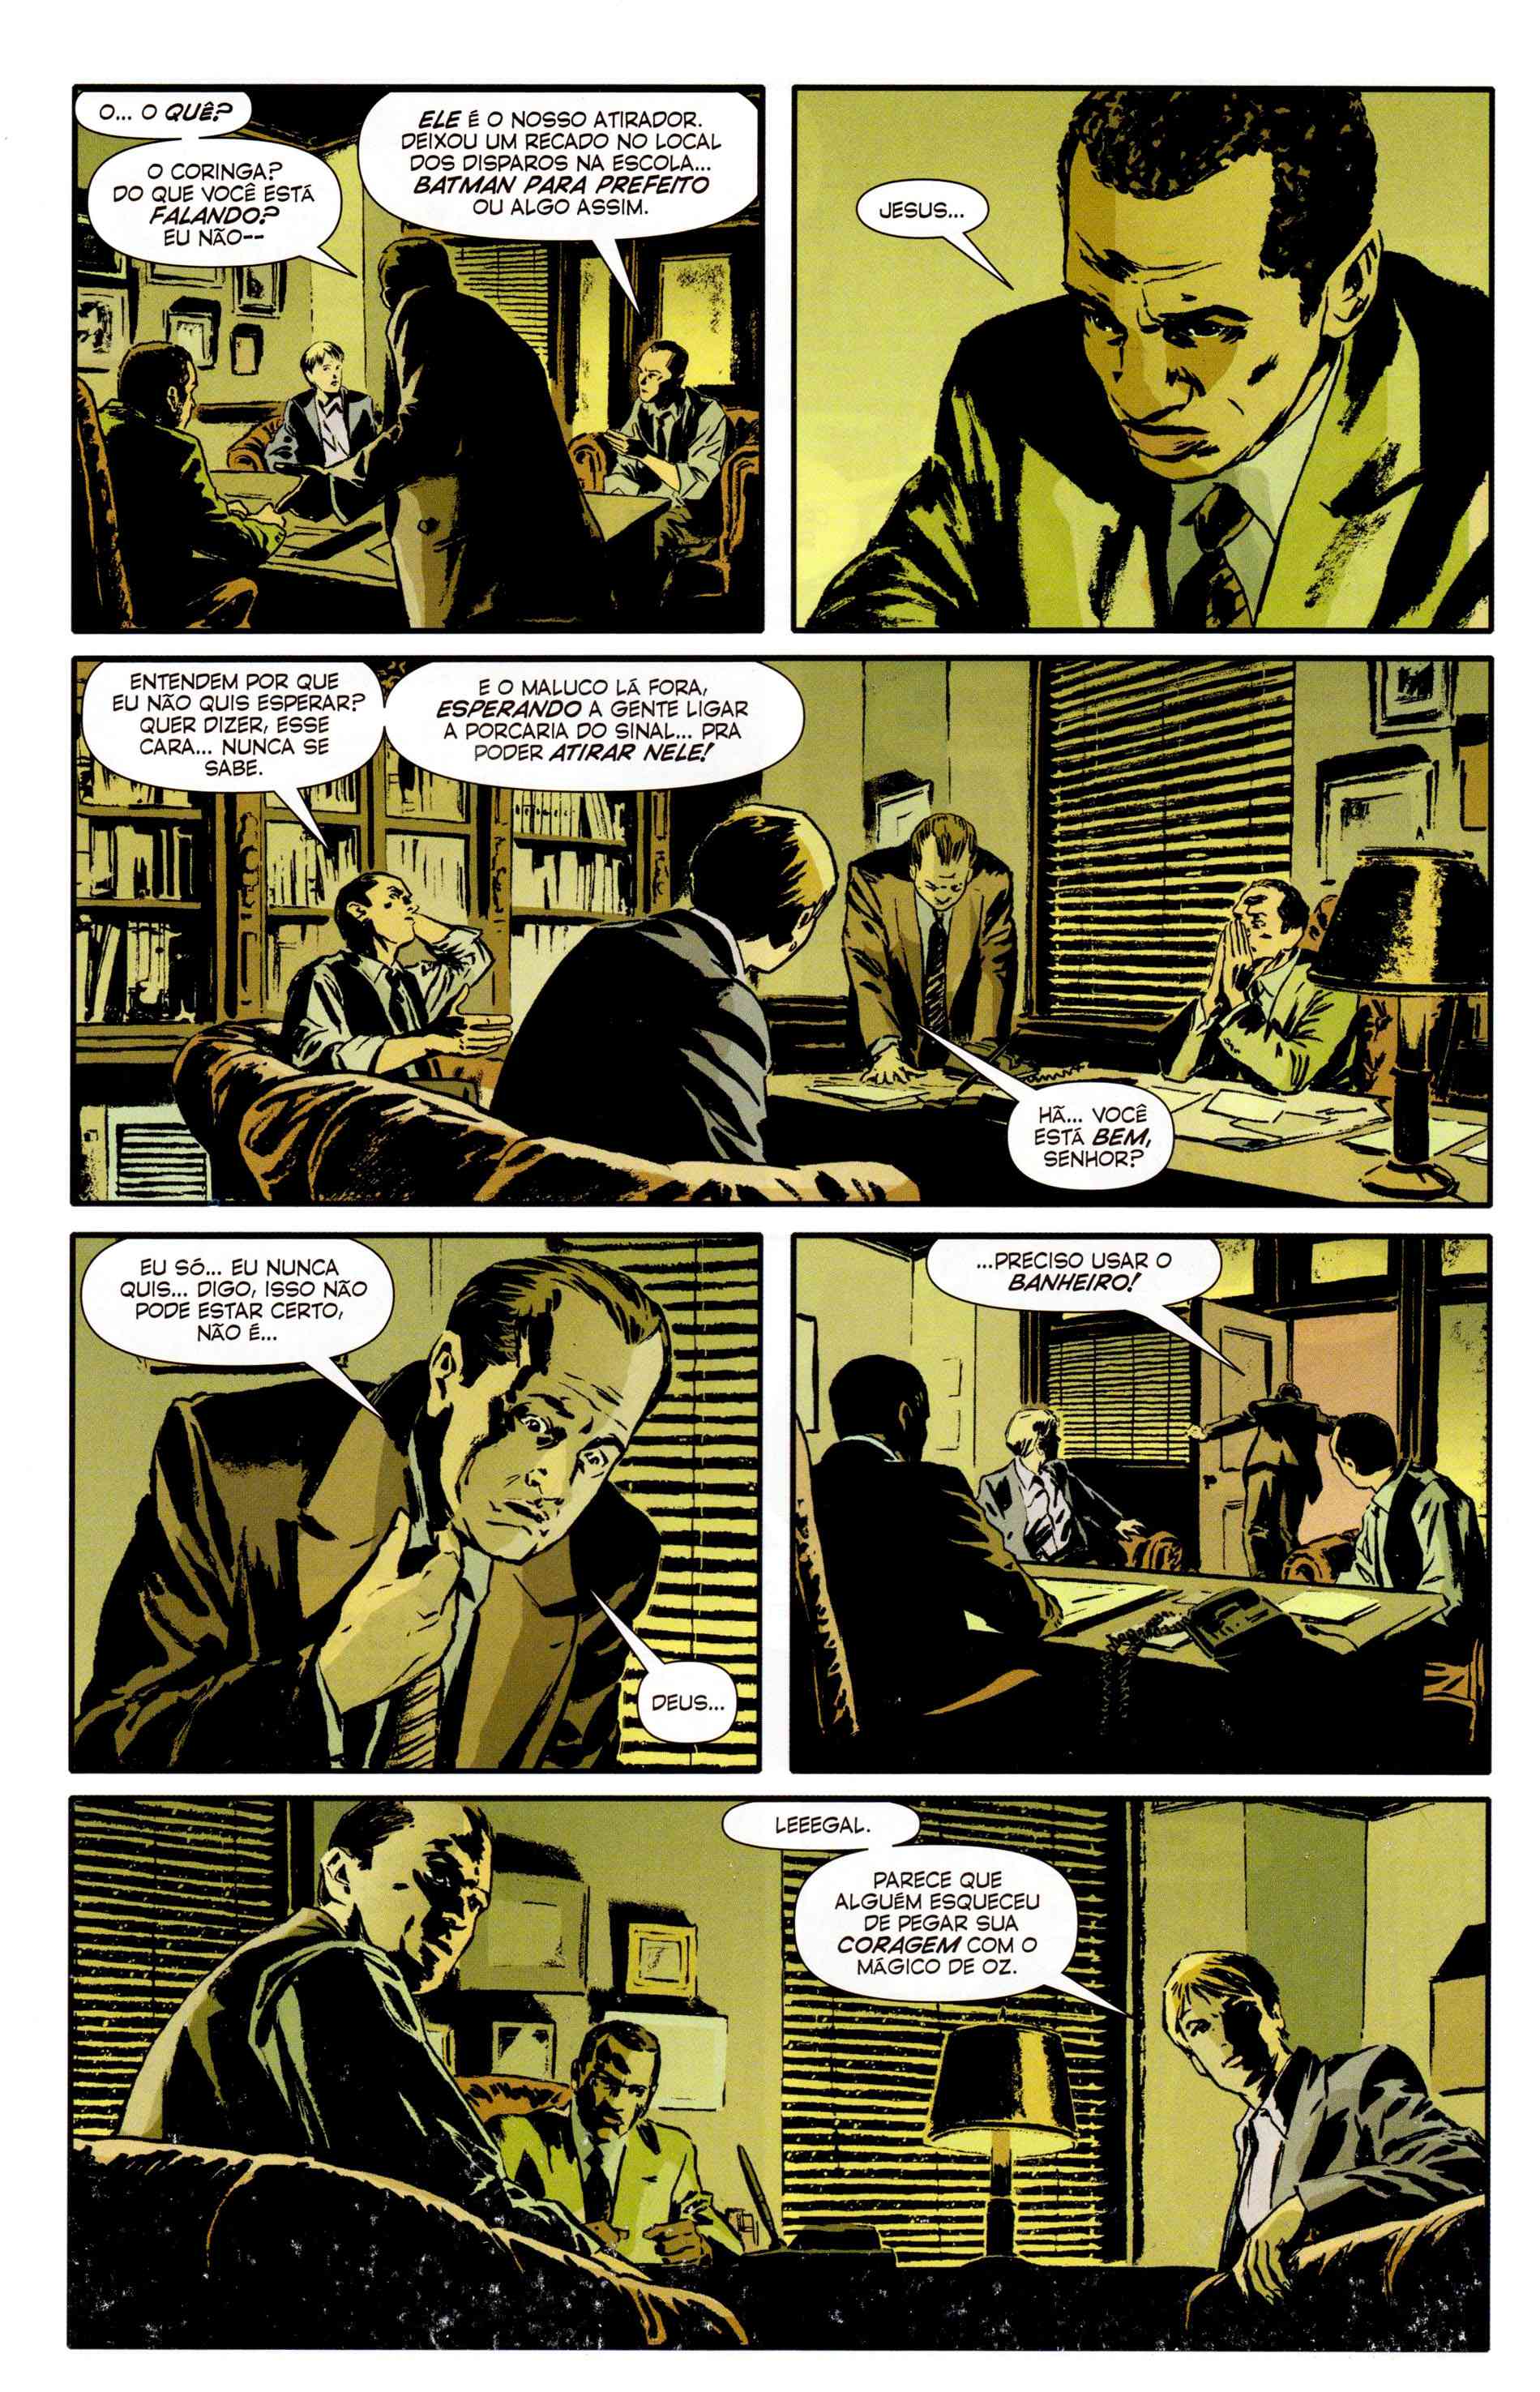 O... O QUÊ?
O CORINGA?
DO QUE VOCÊ ESTÁ
FALANDO?
EU NÃO--
ELE É O NOSSO ATIRADOR.
DEIXOU UM RECADO NO LOCAL
DOS DISPAROS NA ESCOLA...
BATMAN PARA PREFEITO
OU ALGO ASSIM.
JESUS...
ENTENDEM POR QUE
EU NÃO QUIS ESPERAR?
QUER DIZER, ESSE
CARA... NUNCA SE
SABE.
E O MALUCO LÁ FORA,
ESPERANDO A GENTE LIGAR
A PORCARIA DO SINAL... PRA
PODER ATIRAR NELE!
HÃ... VOCÊ
ESTÁ BEM,
SENHOR?
EU SÓ... EU NUNCA
QUIS... DIGO, ISSO NÃO
PODE ESTAR CERTO,
NÃO É...
DEUS...
...PRECISO USAR O
BANHEIRO!
LEEEGAL.
PARECE QUE
ALGUÉM ESQUECEU
DE PEGAR SUA
CORAGEM COM O
MÁGICO DE OZ.